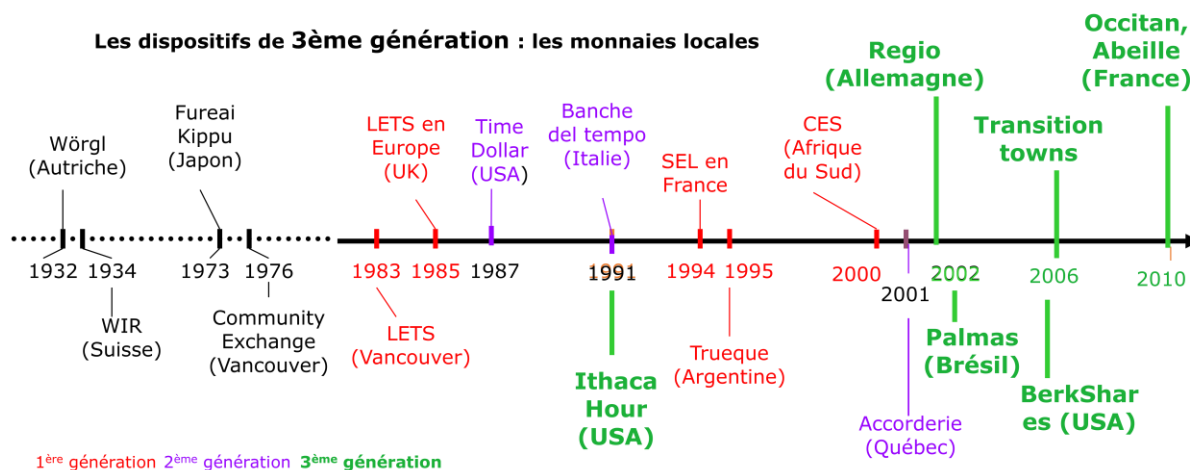 Les dispositifs de 3ème génération : les monnaies locales
Wörgl
(Autriche)
Fureai
Kippu
(Japon)
LETS en
Europe
(UK)
Time
Dollar
(USA)
Banche
del tempo
(Italie)
SEL en
France
CES
(Afrique
du Sud)
Regio
(Allemagne)
Transition
towns
Occitan,
Abeille
(France)
1932
1934
1973
1976
1983
1985
1987
1991
1994
1995
2000
2001
2002
2006
2010
WIR
(Suisse)
Community
Exchange
(Vancouver)
LETS
(Vancouver)
Ithaca
Hour
(USA)
Trueque
(Argentine)
Accorderie
(Québec)
Palmas
(Brésil)
BerkShar
es (USA)
1ère génération 2ème génération 3ème génération